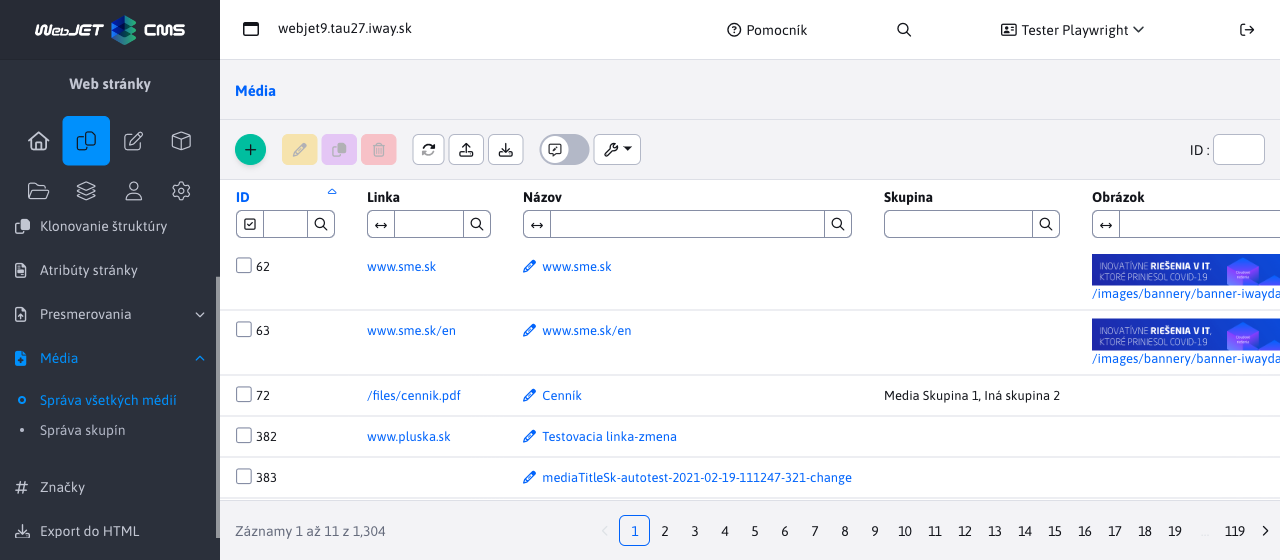 WebJET CMS
webjet9.tau27.iway.sk
Pomocník
Tester Playwright
Web stránky
Klonovanie štruktúry
Atribúty stránky
Presmerovania
Média
Správa všetkých médií
Správa skupín
Značky
Export do HTML
Média
ID :
ID Linka Názov Skupina Obrázok
62 www.sme.sk www.sme.sk
INOVATÍVNE RIEŠENIA V IT,
KTORÉ PRINIESOL COVID-19
/images/bannery/banner-iwayda
63 www.sme.sk/en www.sme.sk/en
INOVATÍVNE RIEŠENIA V IT,
KTORÉ PRINIESOL COVID-19
/images/bannery/banner-iwayda
72 /files/cennik.pdf Cenník Media Skupina 1, Iná skupina 2
382 www.pluska.sk Testovacia linka-zmena
383 mediaTitleSk-autotest-2021-02-19-111247-321-change
Záznamy 1 až 11 z 1,304
1 2 3 4 5 6 7 8 9 10 11 12 13 14 15 16 17 18 19 … 119